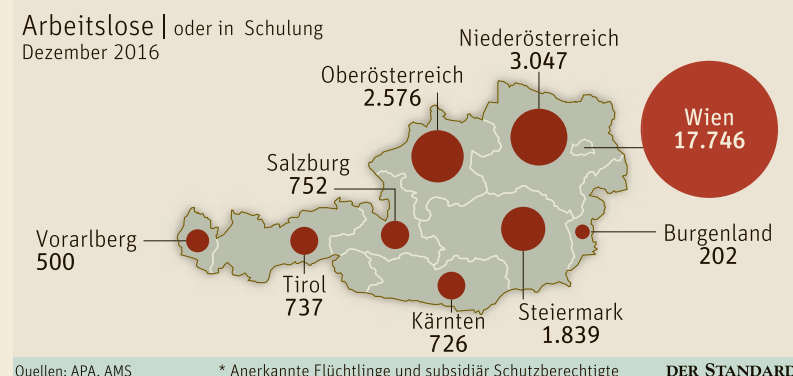 Arbeitslose | oder in Schulung
Dezember 2016
Niederösterreich
3.047
Oberösterreich
2.576
Wien
17.746
Salzburg
752
Vorarlberg
500
Burgenland
202
Tirol
737
Kärnten
726
Steiermark
1.839
Quellen: APA, AMS
* Anerkannte Flüchtlinge und subsidiär Schutzberechtigte
DER STANDARD